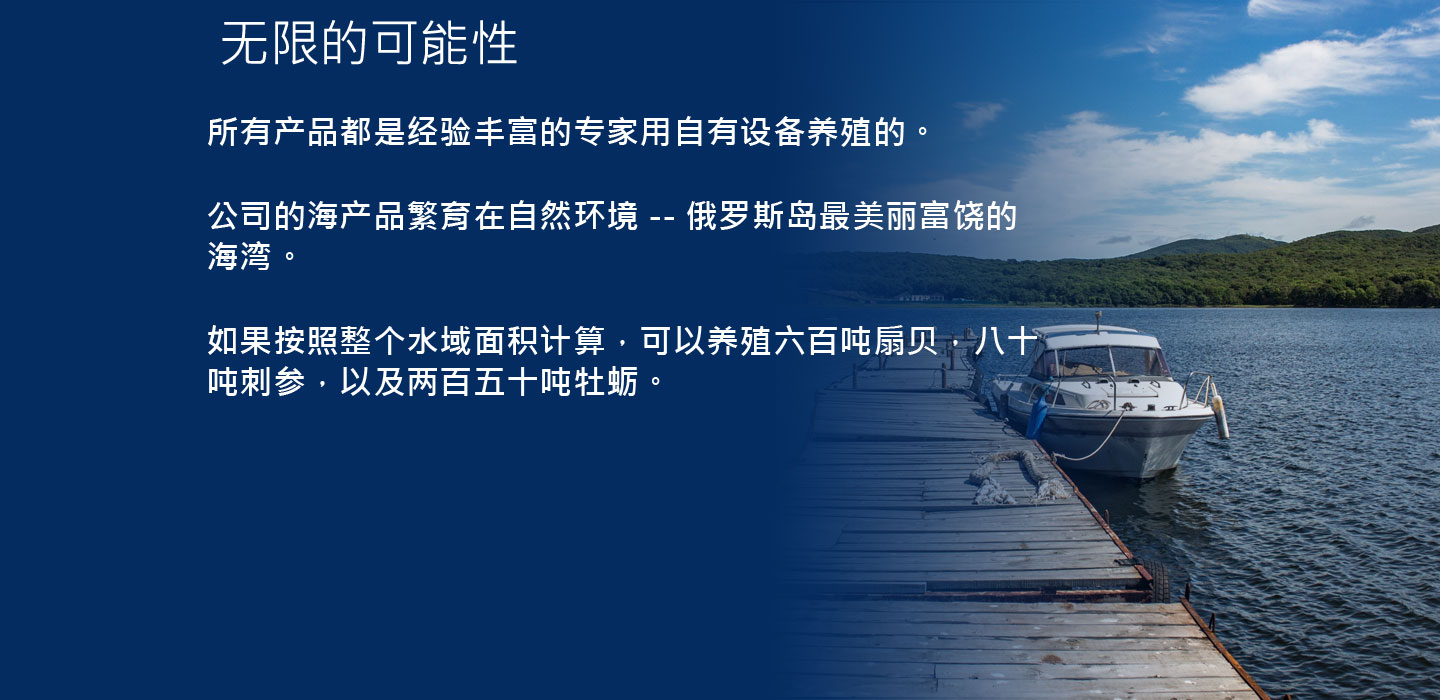 无限的可能性
所有产品都是经验丰富的专家用自有设备养殖的。
公司的海产品繁育在自然环境 -- 俄罗斯岛最美丽富饶的
海湾。
如果按照整个水域面积计算，可以养殖六百吨扇贝，八十
吨刺参，以及两百五十吨牡蛎。